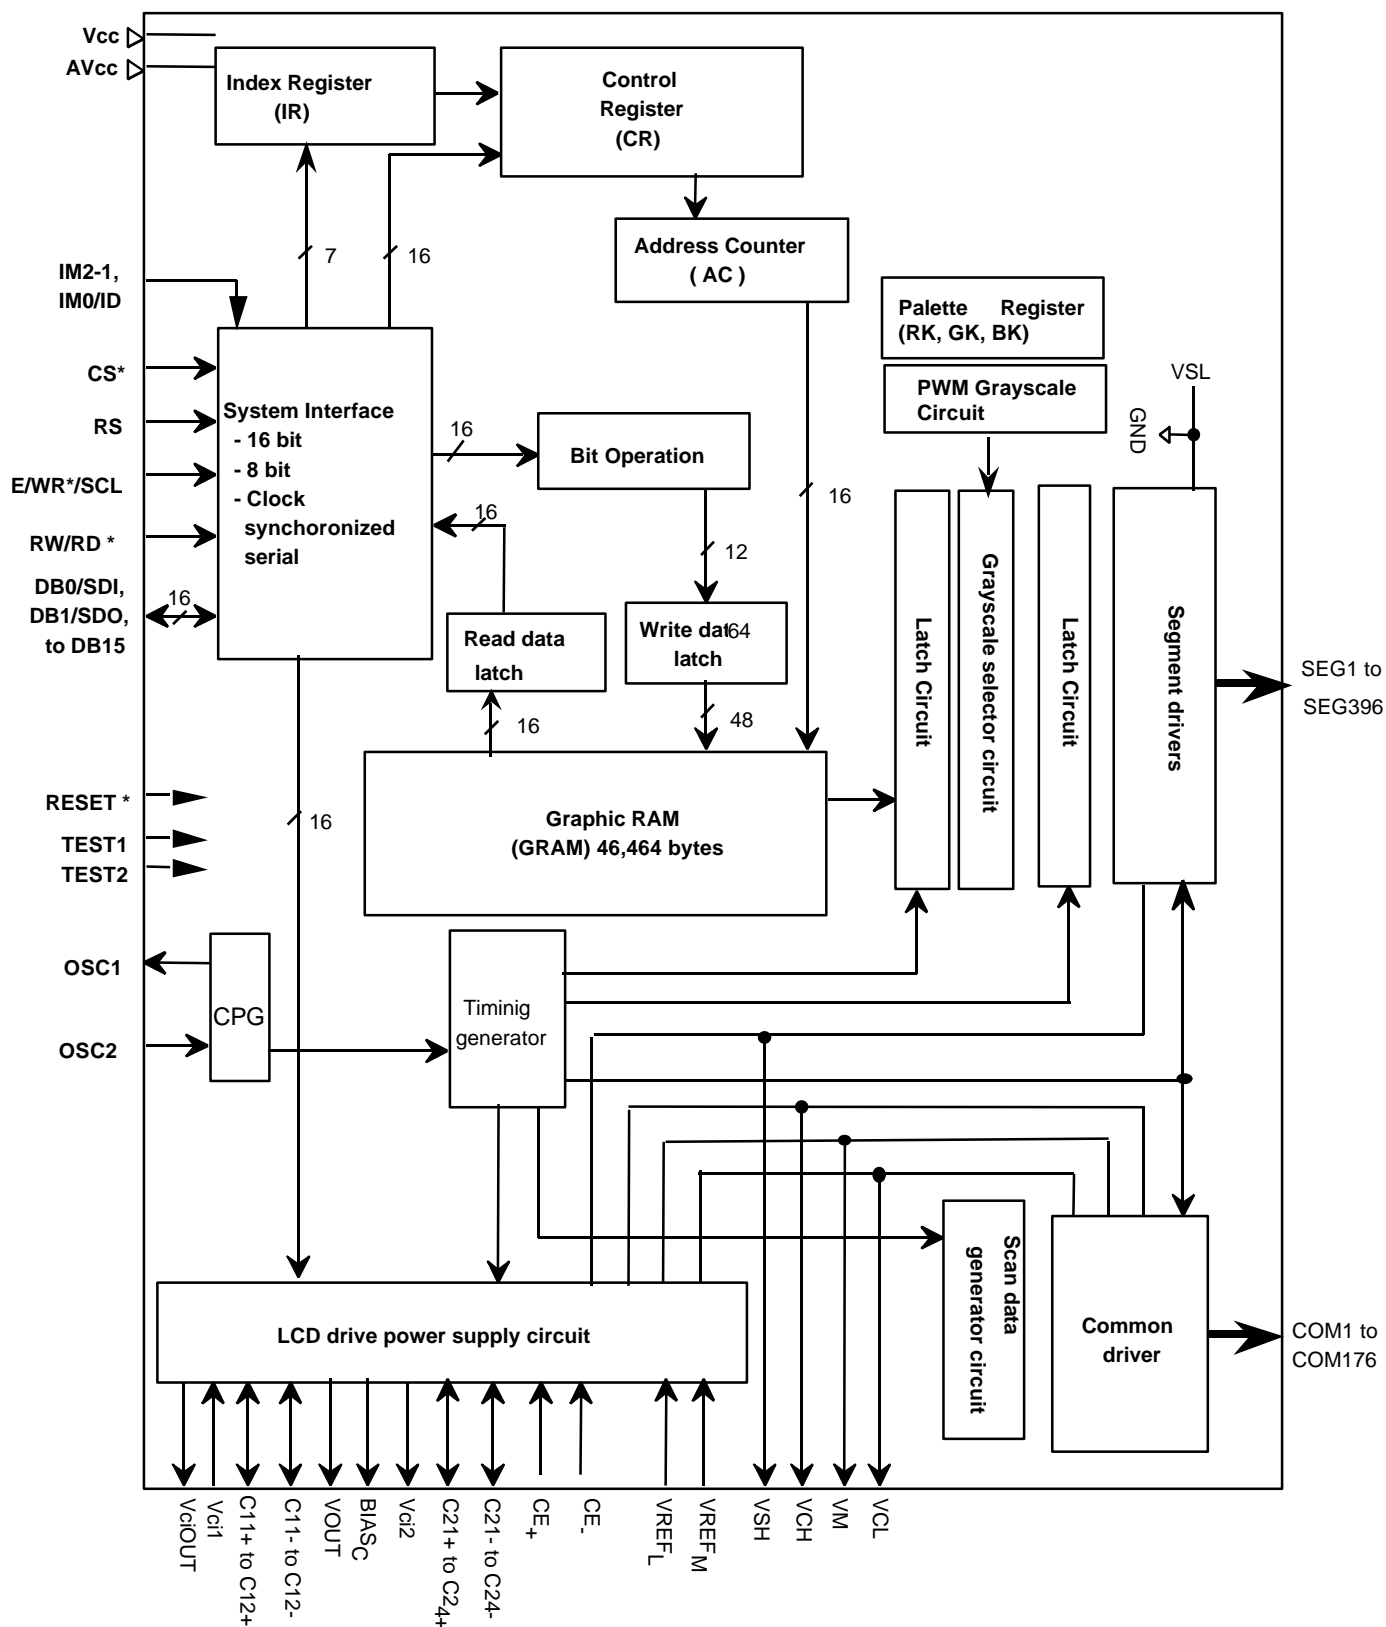 Vcc
AVcc
Index Register
(IR)
Control
Register
(CR)
Address Counter
( AC )
7
16
IM2-1,
IM0/ID
Palette Register
(RK, GK, BK)
PWM Grayscale
Circuit
VSL
GND
CS*
RS
E/WR*/SCL
RW/RD *
DB0/SDI,
DB1/SDO,
to DB15
16
System Interface
- 16 bit
- 8 bit
- Clock
synchoronized
serial
16
Bit Operation
16
16
12
Read data
latch
Write dat64
latch
16
48
Latch Circuit
Grayscale selector circuit
Latch Circuit
Segment drivers
SEG1 to
SEG396
RESET *
TEST1
TEST2
16
Graphic RAM
(GRAM) 46,464 bytes
OSC1
OSC2
CPG
Timinig
generator
Scan data
generator circuit
Common
driver
COM1 to
COM176
LCD drive power supply circuit
VciOUT
Vci1
C11+ to C12+
C11- to C12-
VOUT
BIASC
Vci2
C21+ to C24+
C21- to C24-
CE+
CE-
VREFL
VREFM
VSH
VCH
VM
VCL